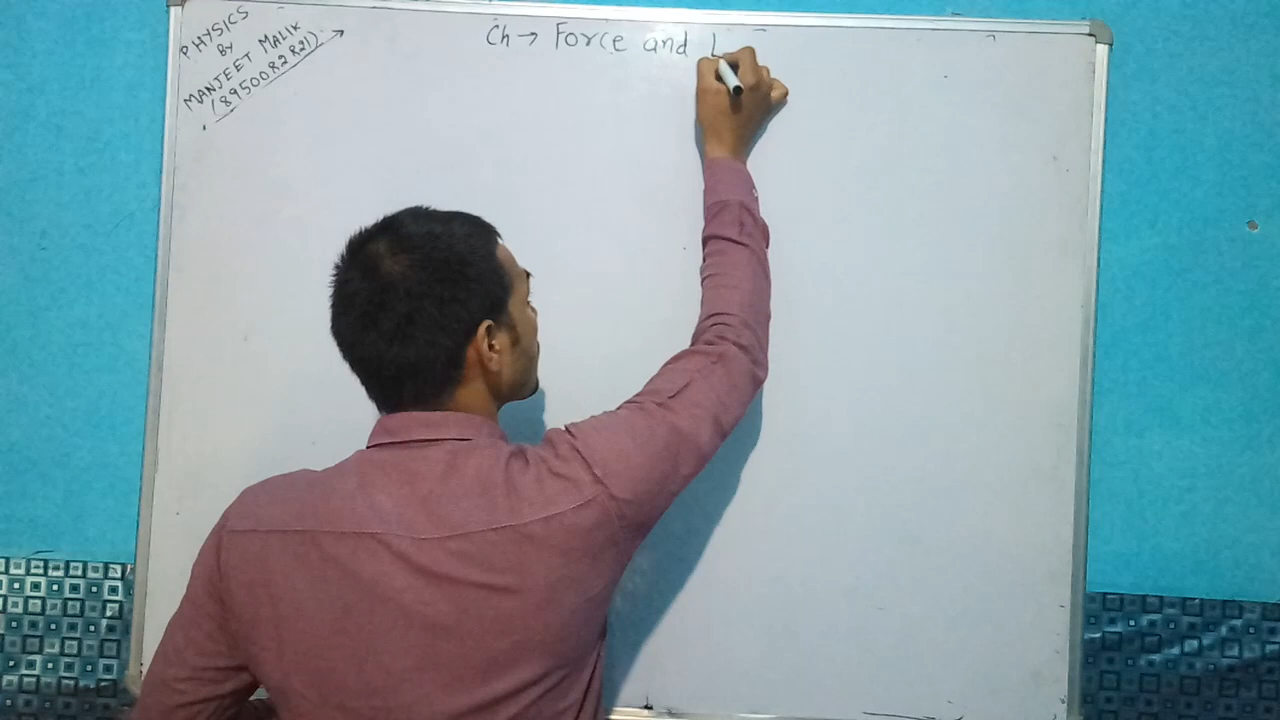 PHYSICS
By
MANJEET MALIK
(8950082821)
Ch → Force and L